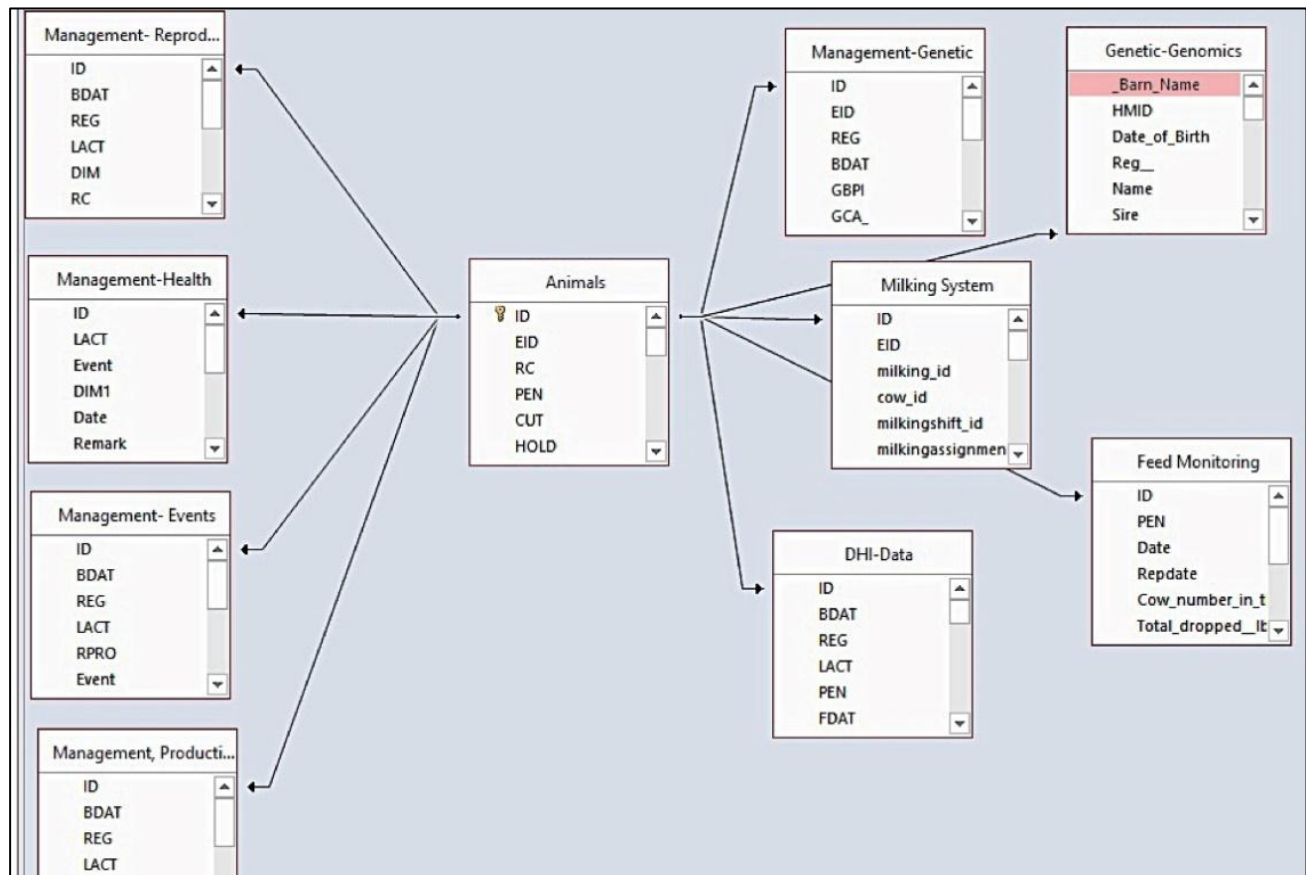 Management- Reprod...
ID
BDAT
REG
LACT
DIM
RC
Management-Health
ID
LACT
Event
DIM1
Date
Remark
Management- Events
ID
BDAT
REG
LACT
RPRO
Event
Management, Producti...
ID
BDAT
REG
LACT
Animals
ID
EID
RC
PEN
CUT
HOLD
Management-Genetic
ID
EID
REG
BDAT
GBPI
GCA_
Genetic-Genomics
_Barn_Name
HMID
Date_of_Birth
Reg__
Name
Sire
Milking System
ID
EID
milking_id
cow_id
milkingshift_id
milkingassignmen
Feed Monitoring
ID
PEN
Date
Repdate
Cow_number_in_t
Total_dropped__lb
DHI-Data
ID
BDAT
REG
LACT
PEN
FDAT